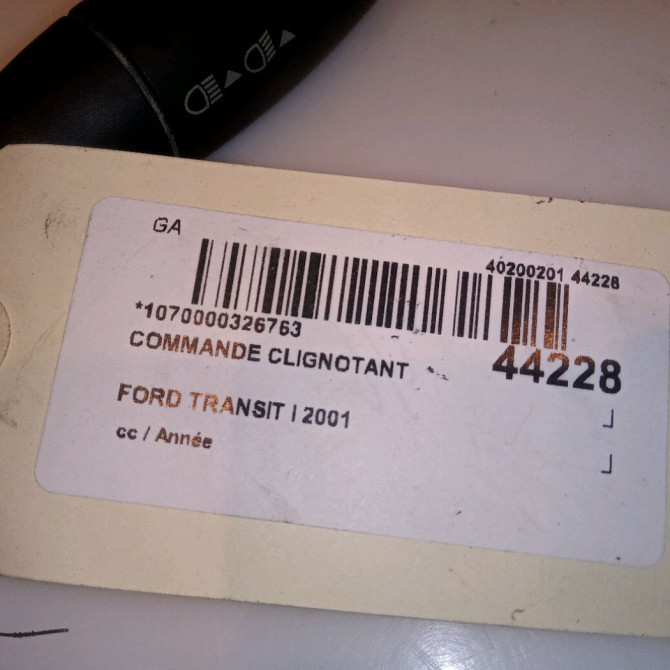 GA
40200201 44228
*1070000326763
COMMANDE CLIGNOTANT
44228
FORD TRANSIT I 2001
cc / Année